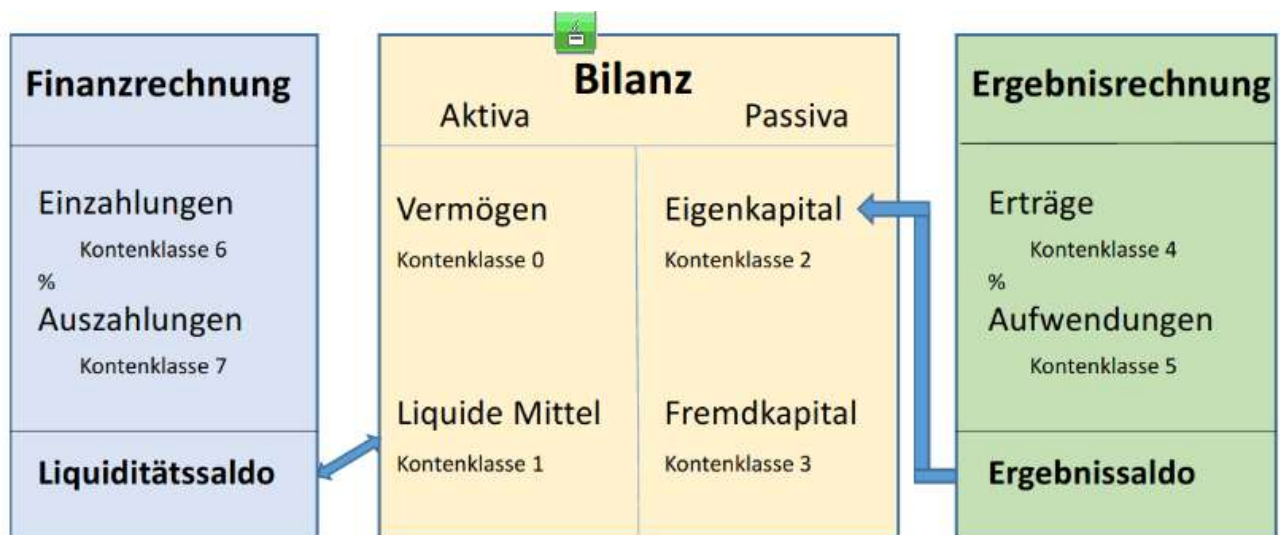 Finanzrechnung
Einzahlungen
Kontenklasse 6
%
Auszahlungen
Kontenklasse 7
Liquiditätssaldo
Bilanz
Aktiva
Passiva
Vermögen
Kontenklasse 0
Liquide Mittel
Kontenklasse 1
Eigenkapital
Kontenklasse 2
Fremdkapital
Kontenklasse 3
Ergebnisrechnung
Erträge
Kontenklasse 4
%
Aufwendungen
Kontenklasse 5
Ergebnissaldo